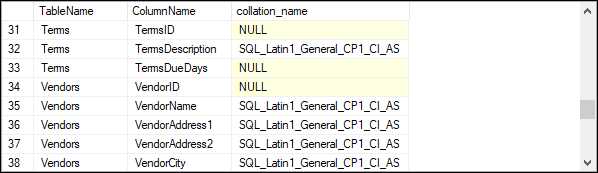 TableName ColumnName collation_name
31 Terms TermsID NULL
32 Terms TermsDescription SQL_Latin1_General_CP1_CI_AS
33 Terms TermsDueDays NULL
34 Vendors VendorID NULL
35 Vendors VendorName SQL_Latin1_General_CP1_CI_AS
36 Vendors VendorAddress1 SQL_Latin1_General_CP1_CI_AS
37 Vendors VendorAddress2 SQL_Latin1_General_CP1_CI_AS
38 Vendors VendorCity SQL_Latin1_General_CP1_CI_AS